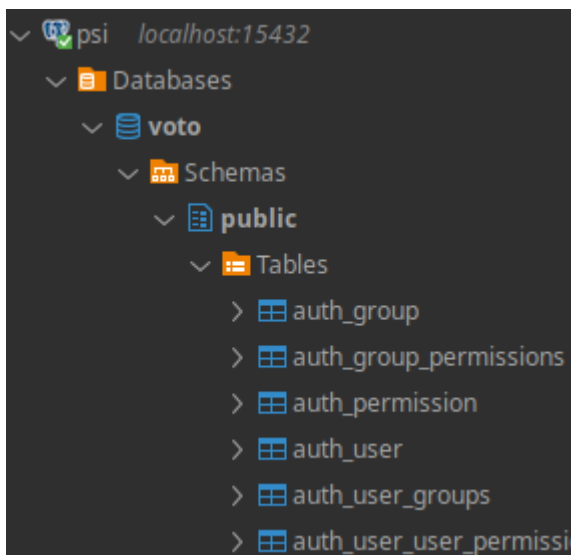 psi localhost:15432
Databases
voto
Schemas
public
Tables
auth_group
auth_group_permissions
auth_permission
auth_user
auth_user_groups